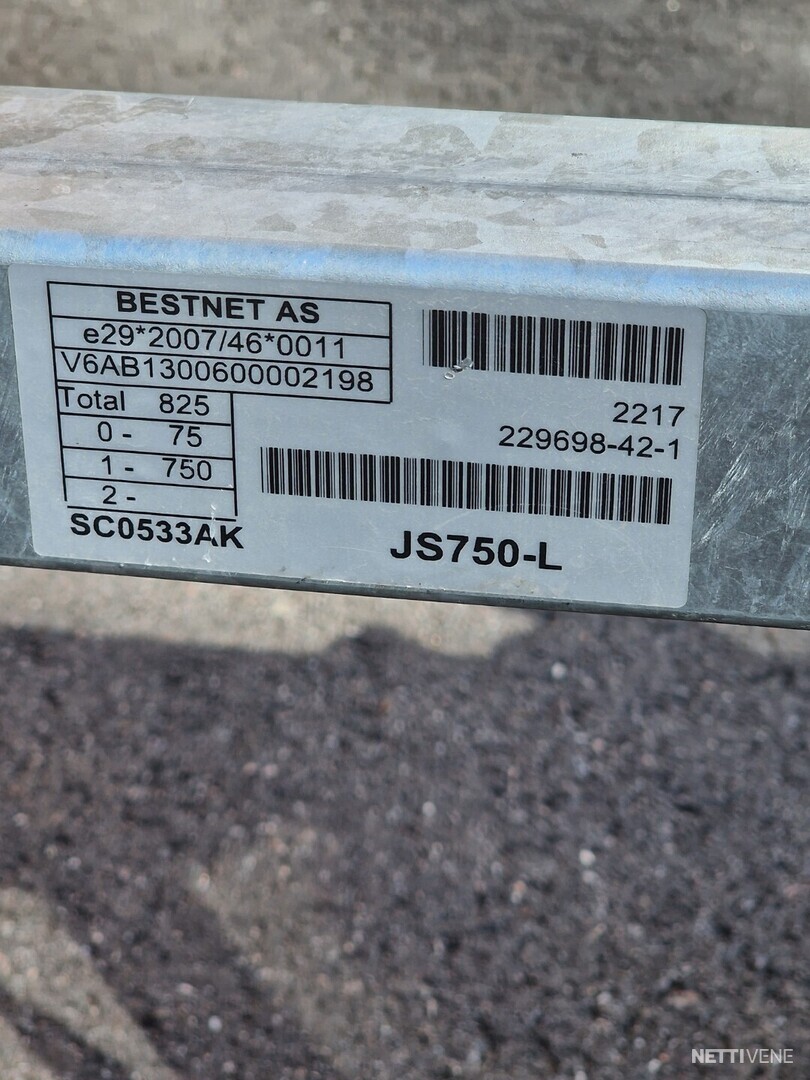 BESTNET AS
e29*2007/46*0011
V6AB1300600002198
Total 825
0 - 75
1 - 750
2 -
SC0533AK
2217
229698-42-1
JS750-L
NETTIVENE